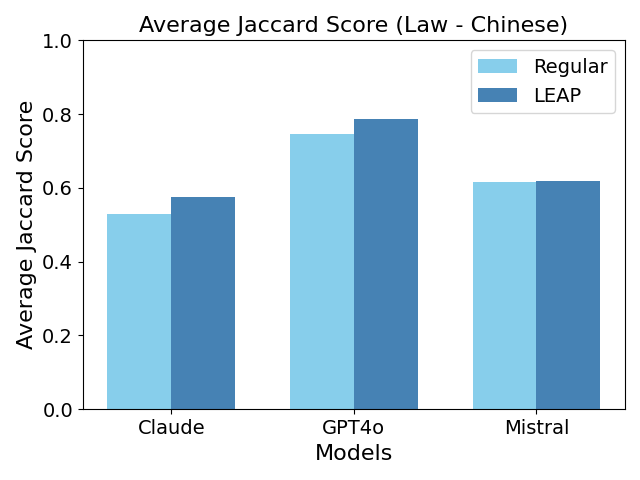 Average Jaccard Score (Law - Chinese)
Average Jaccard Score
1.0
0.8
0.6
0.4
0.2
0.0
Regular
LEAP
Claude GPT4o Mistral
Models